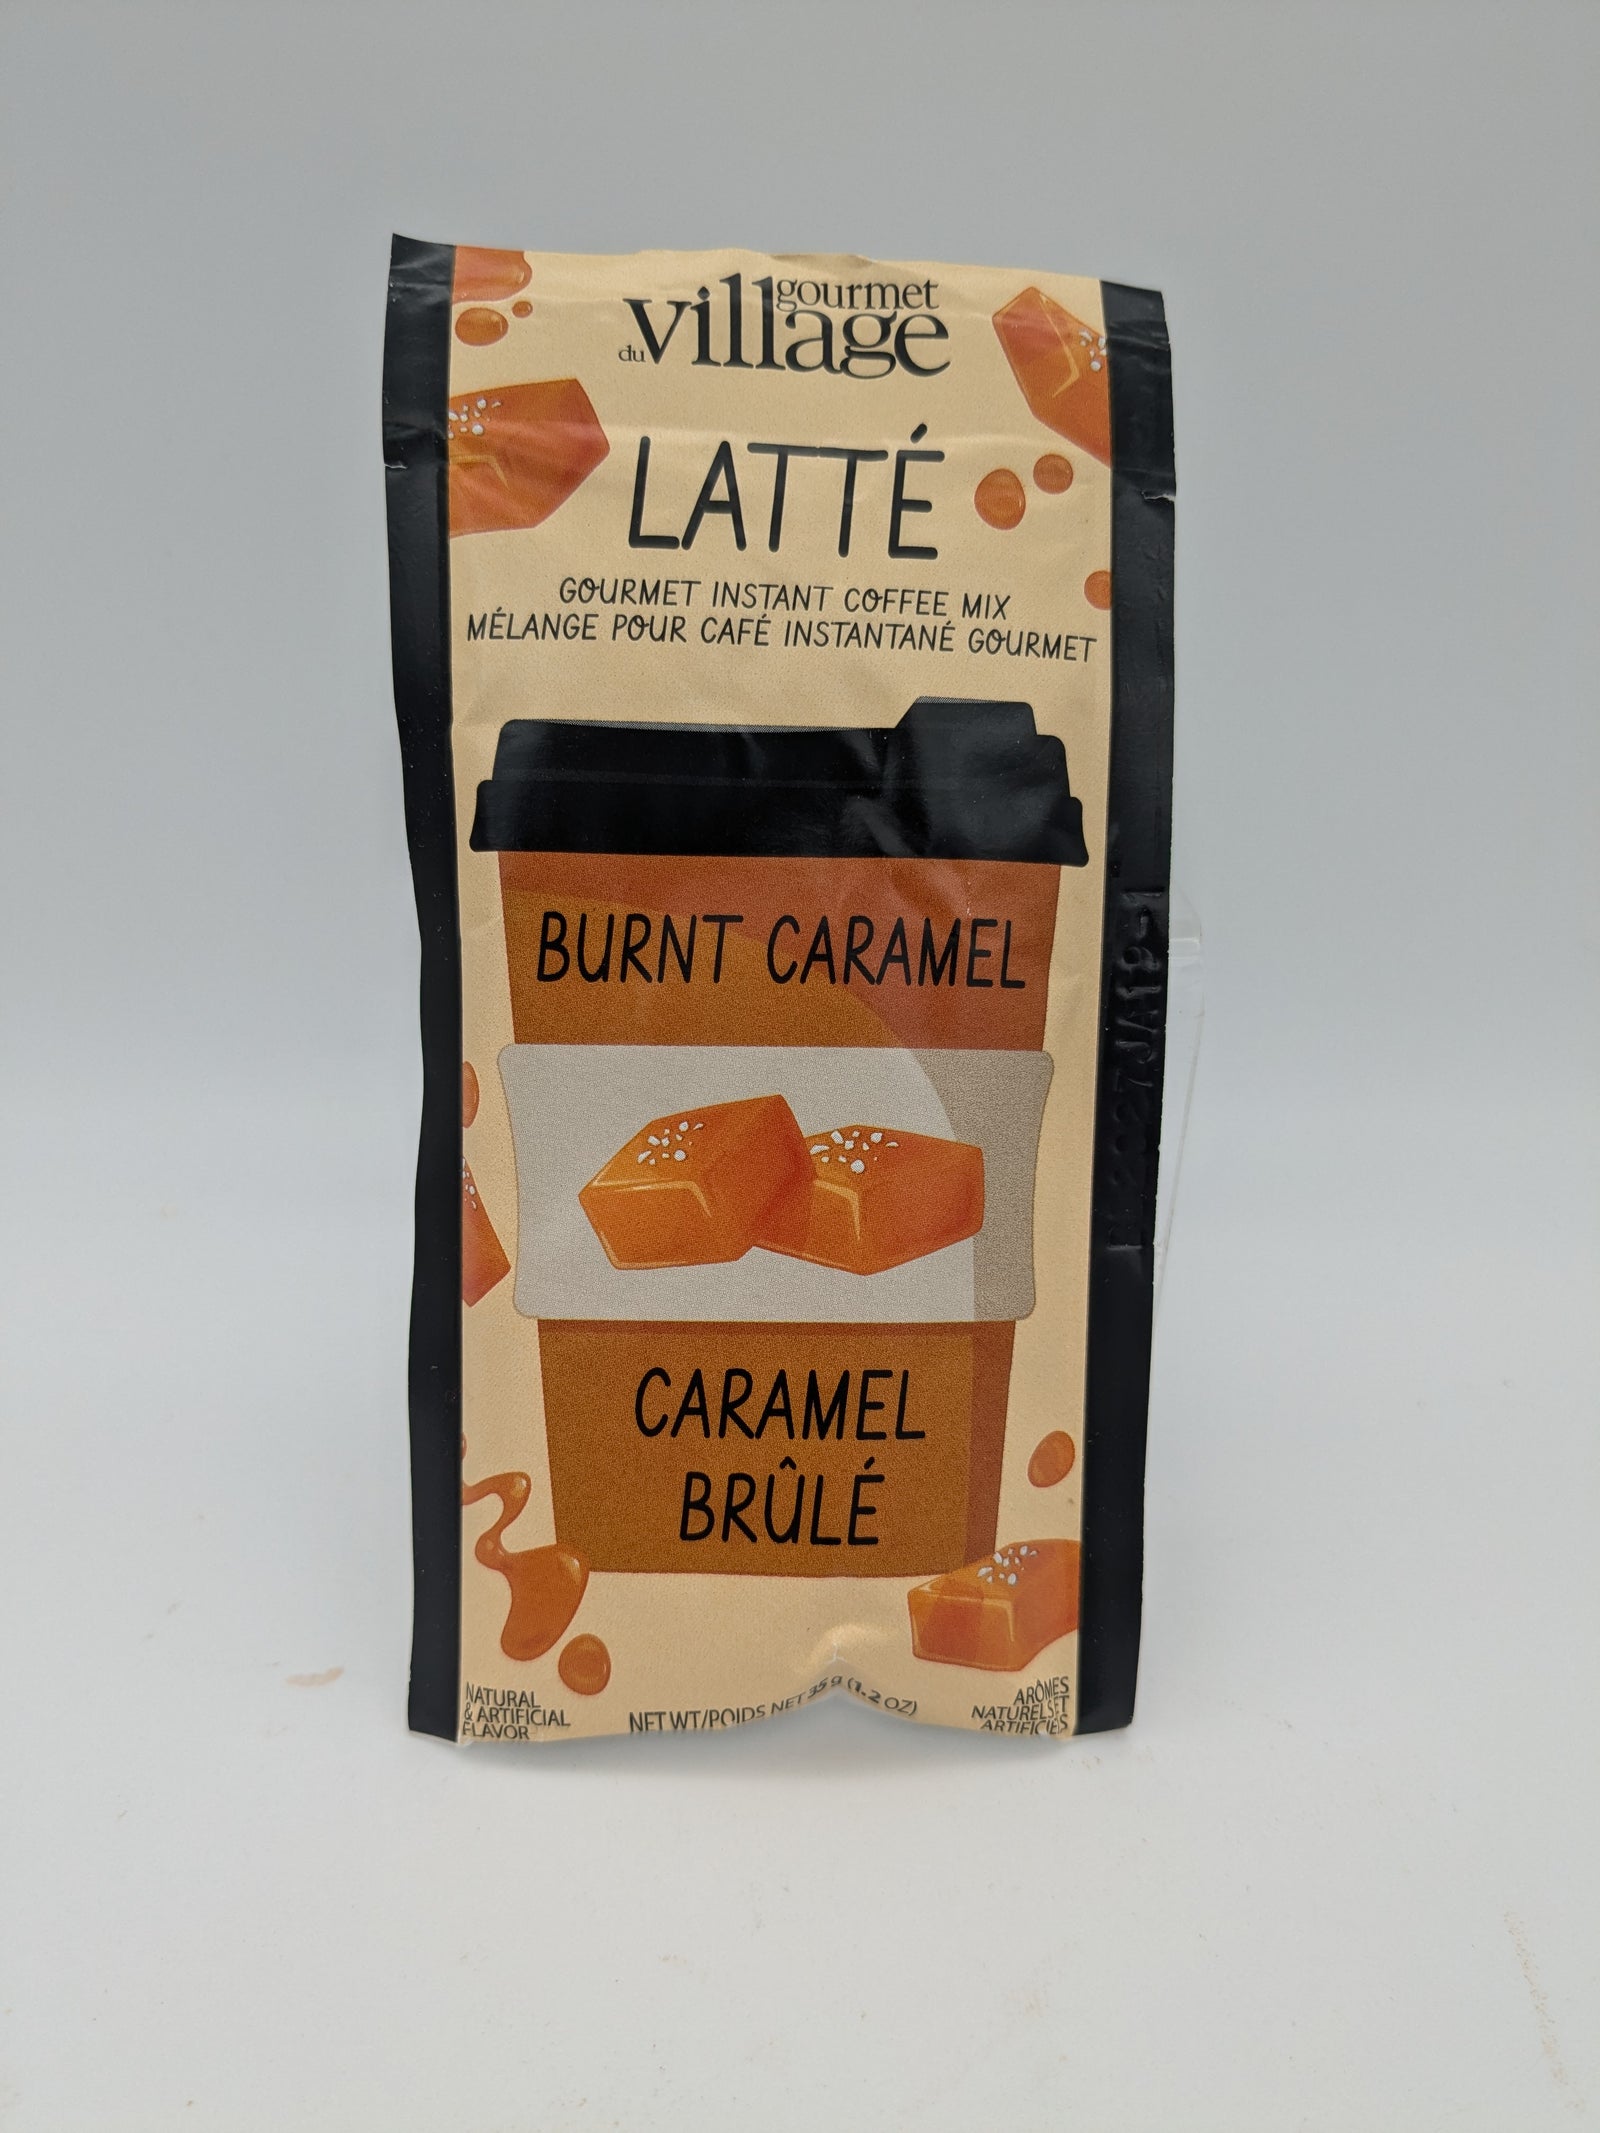 gourmet
du village
LATTÉ
GOURMET INSTANT COFFEE MIX
MÉLANGE POUR CAFÉ INSTANTANÉ GOURMET
BURNT CARAMEL
CARAMEL
BRÛLÉ
NATURAL
& ARTIFICIAL
FLAVOR
NET WT/POIDS NET 35 g (1.2 OZ)
ARÔMES
NATURELS ET
ARTIFICIELS